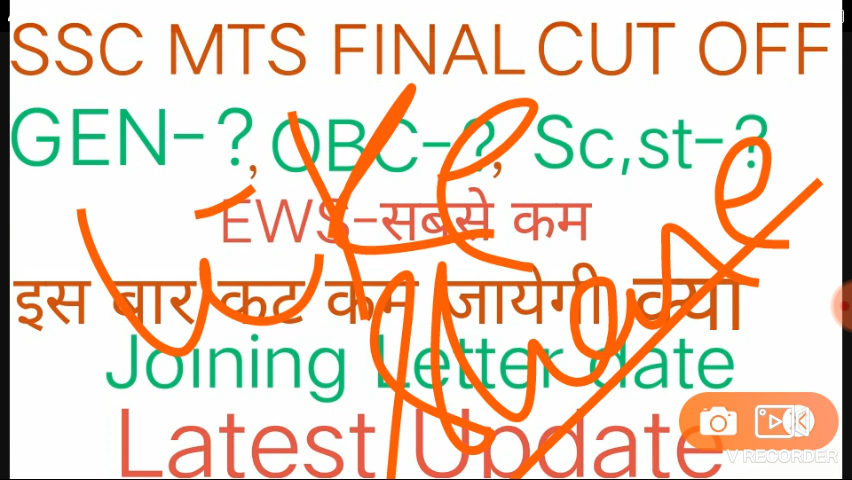 SSC MTS FINAL CUT OFF
GEN-?, OBC-?, Sc,st-?
EWS-सबसे कम
इस बार कट कम जायेगी क्या
Joining Letter date
Latest Update
V RECORDER